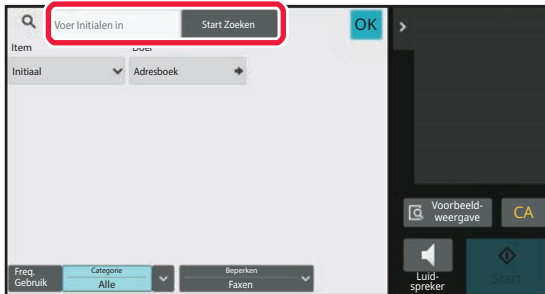 Voer Initialen in
Start Zoeken
OK
Item
Doel
Initiaal
Adresboek
Voorbeeld-
weergave
CA
Freq.
Gebruik
Categorie
Alle
Beperken
Faxen
Luid-
spreker
Start